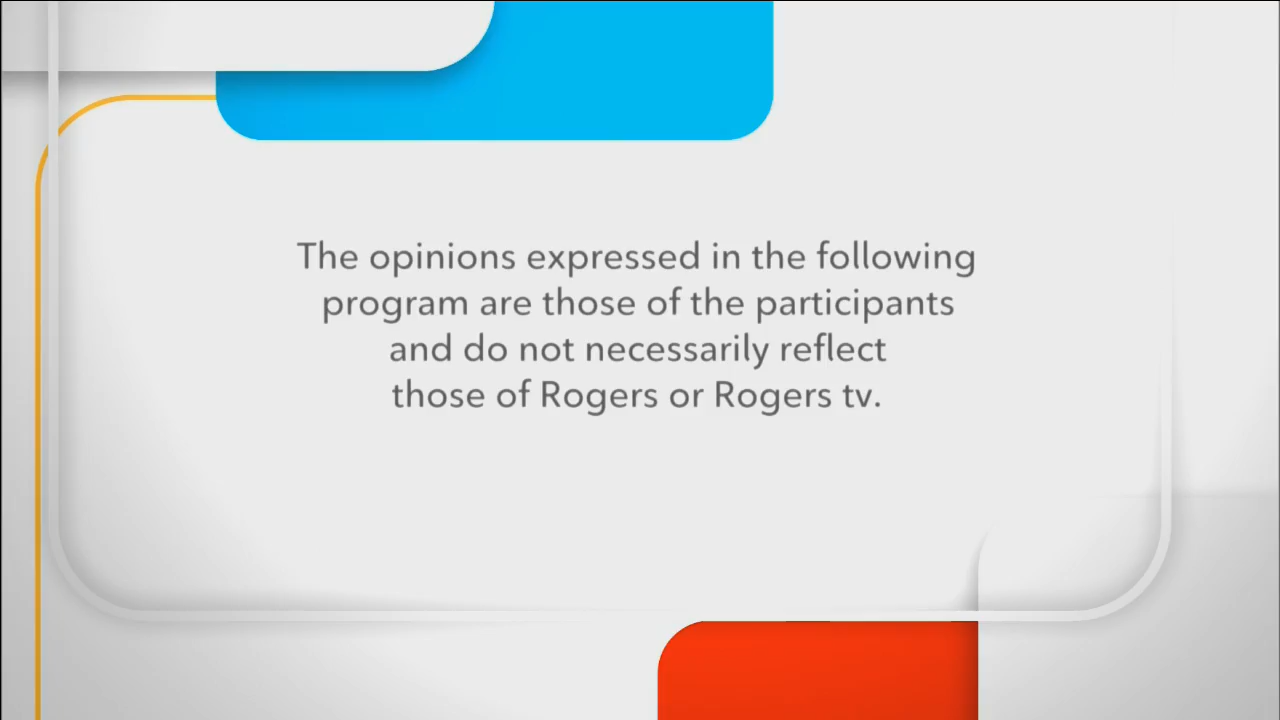 The opinions expressed in the following
program are those of the participants
and do not necessarily reflect
those of Rogers or Rogers tv.